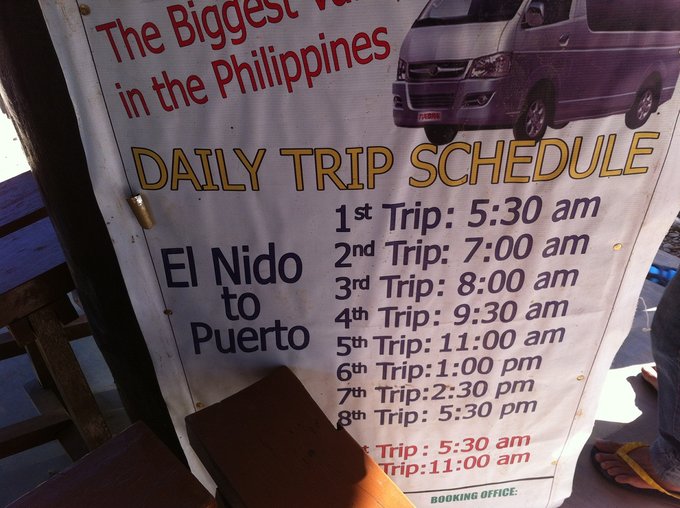 The Biggest
in the Philippines
DAILY TRIP SCHEDULE
El Nido
to
Puerto
1st Trip: 5:30 am
2nd Trip: 7:00 am
3rd Trip: 8:00 am
4th Trip: 9:30 am
5th Trip: 11:00 am
6th Trip: 1:00 pm
7th Trip: 2:30 pm
8th Trip: 5:30 pm
Trip: 5:30 am
Trip: 11:00 am
BOOKING OFFICE: